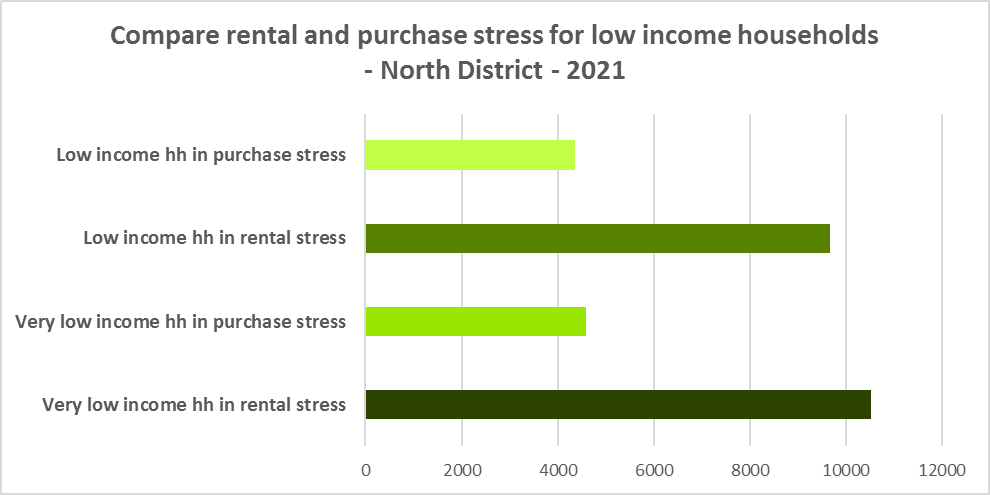 Compare rental and purchase stress for low income households
- North District - 2021
Low income hh in purchase stress
Low income hh in rental stress
Very low income hh in purchase stress
Very low income hh in rental stress
0 2000 4000 6000 8000 10000 12000